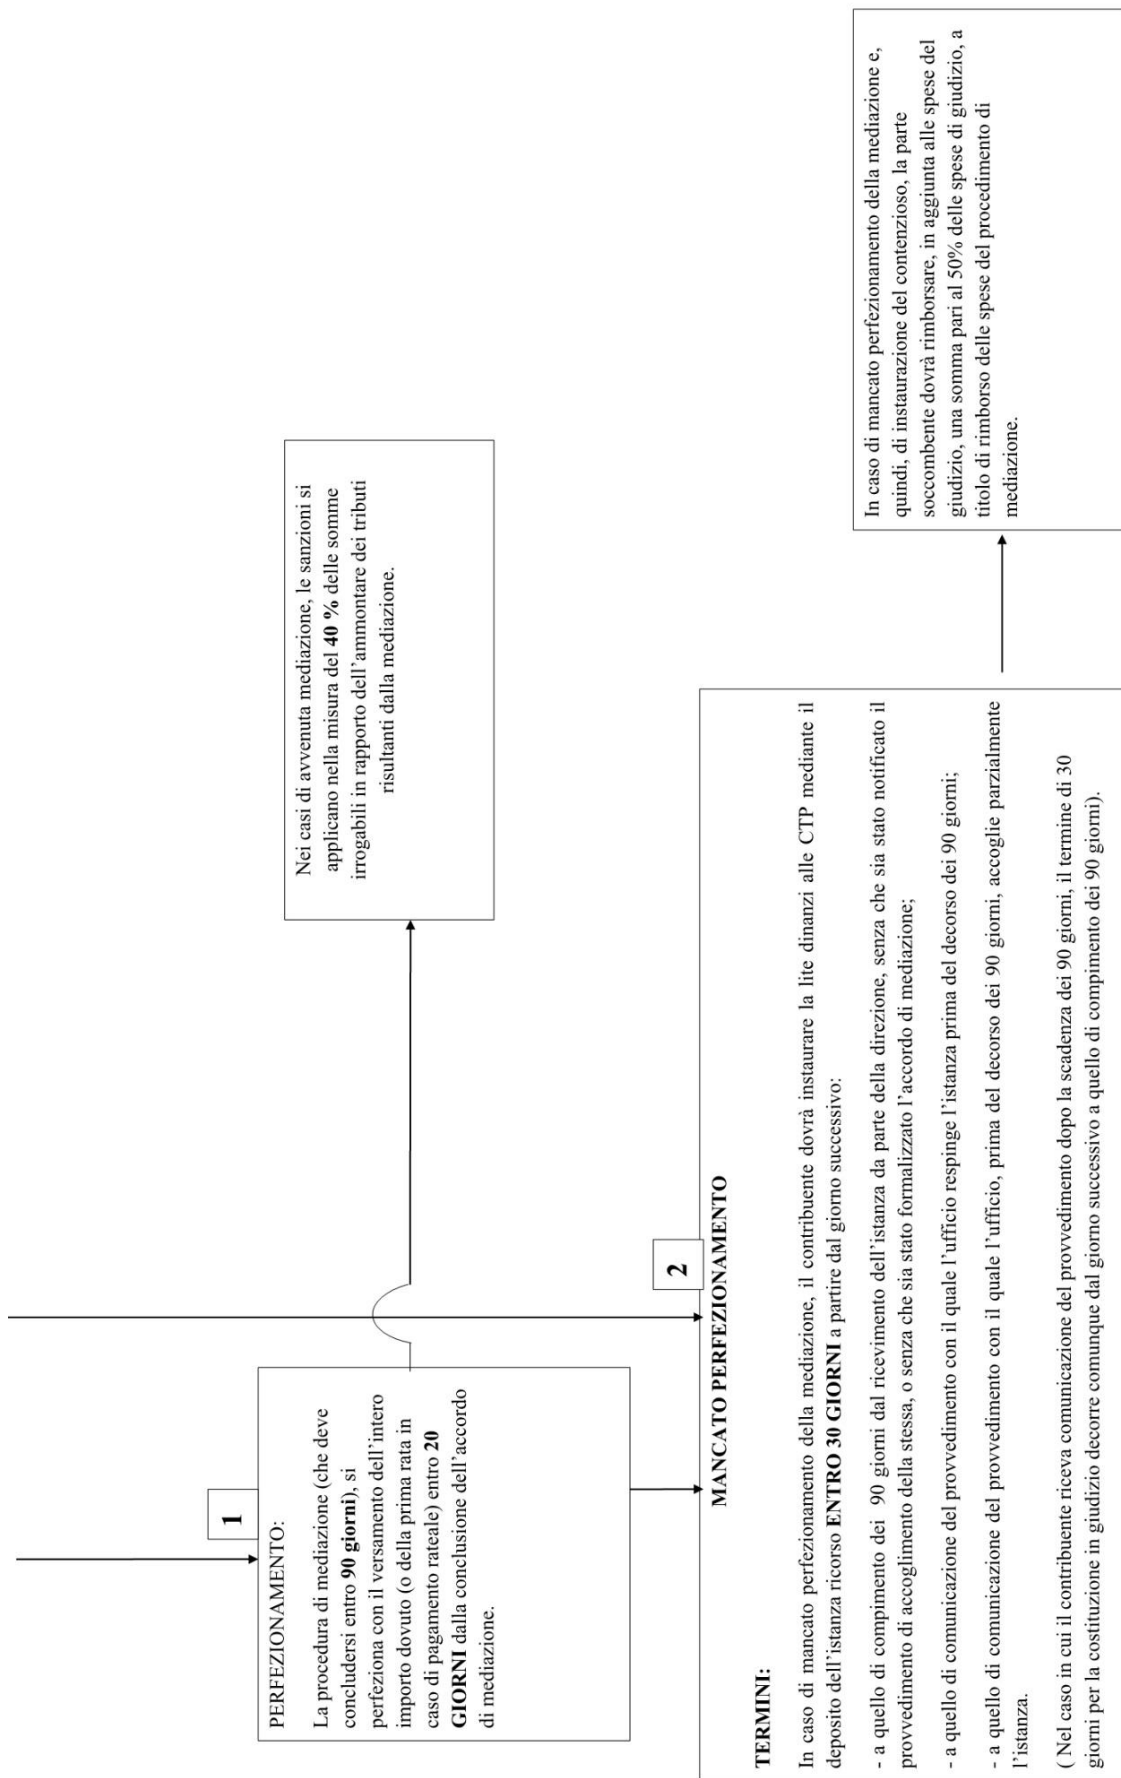 1
PERFEZIONAMENTO:
La procedura di mediazione (che deve
concludersi entro 90 giorni), si
perfeziona con il versamento dell’intero
importo dovuto (o della prima rata in
caso di pagamento rateale) entro 20
GIORNI dalla conclusione dell’accordo
di mediazione.
Nei casi di avvenuta mediazione, le sanzioni si
applicano nella misura del 40 % delle somme
irrogabili in rapporto dell’ammontare dei tributi
risultanti dalla mediazione.
2
MANCATO PERFEZIONAMENTO
TERMINI:
In caso di mancato perfezionamento della mediazione, il contribuente dovrà instaurare la lite dinanzi alle CTP mediante il
deposito dell’istanza ricorso ENTRO 30 GIORNI a partire dal giorno successivo:
- a quello di compimento dei 90 giorni dal ricevimento dell’istanza da parte della direzione, senza che sia stato notificato il
provvedimento di accoglimento della stessa, o senza che sia stato formalizzato l’accordo di mediazione;
- a quello di comunicazione del provvedimento con il quale l’ufficio respinge l’istanza prima del decorso dei 90 giorni;
- a quello di comunicazione del provvedimento con il quale l’ufficio, prima del decorso dei 90 giorni, accoglie parzialmente
l’istanza.
( Nel caso in cui il contribuente riceva comunicazione del provvedimento dopo la scadenza dei 90 giorni, il termine di 30
giorni per la costituzione in giudizio decorre comunque dal giorno successivo a quello di compimento dei 90 giorni).
In caso di mancato perfezionamento della mediazione e,
quindi, di instaurazione del contenzioso, la parte
soccombente dovrà rimborsare, in aggiunta alle spese del
giudizio, una somma pari al 50% delle spese di giudizio, a
titolo di rimborso delle spese del procedimento di
mediazione.